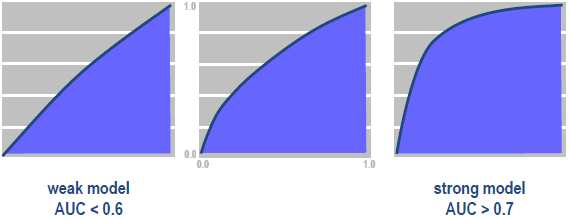 1.0
0.0
0.0 1.0
weak model
AUC < 0.6
strong model
AUC > 0.7